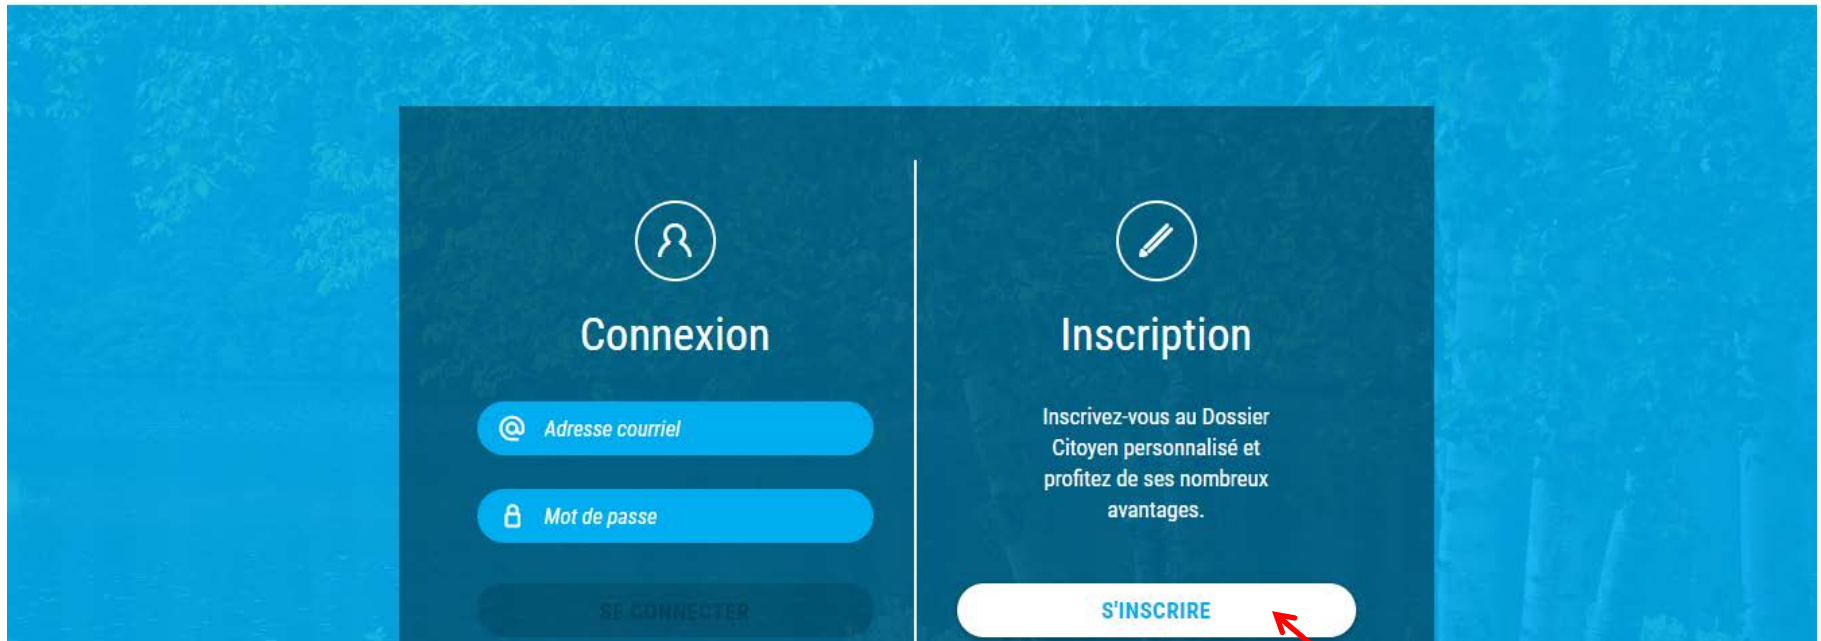 Connexion
Adresse courriel
Mot de passe
SE CONNECTER
Inscription
Inscrivez-vous au Dossier
Citoyen personnalisé et
profitez de ses nombreux
avantages.
S'INSCRIRE